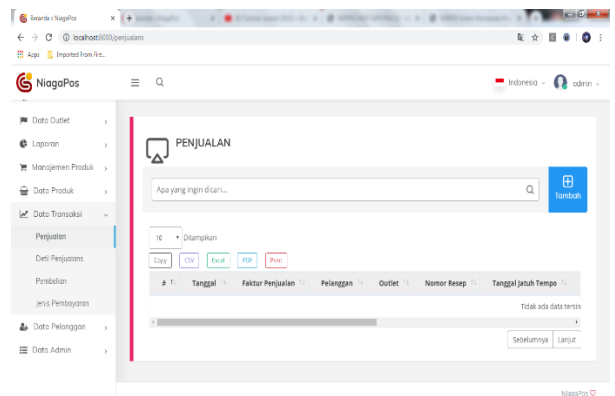 Beranda : NiagaPos
localhost:8000/penjualans
Apps Imported From Fire...
NiagaPos
Indonesia
admin
Data Outlet
Laporan
Manajemen Produk
Data Produk
Data Transaksi
Penjualan
Detil Penjualans
Pembelian
Jenis Pembayaran
Data Pelanggan
Data Admin
PENJUALAN
Apa yang ingin dicari...
Tambah
10 Ditampilkan
Copy CSV Excel PDF Print
# Tanggal Faktur Penjualan Pelanggan Outlet Nomor Resep Tanggal Jatuh Tempo
Tidak ada data tersin
Sebelumnya Lanjut
NiagaPos